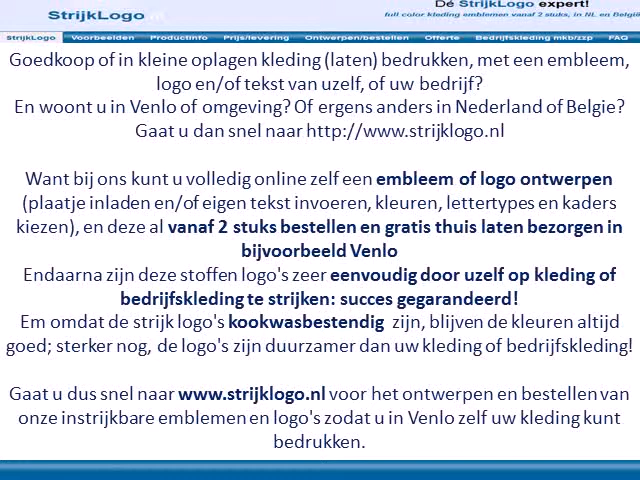 StrijkLogo.nl
Dé StrijkLogo expert!
full color kleding emblemen vanaf 2 stuks, in NL en België
StrijkLogo Voorbeelden Productinfo Prijs/levering Ontwerpen/bestellen Offerte Bedrijfskleding mkb/zzp FAQ
Goedkoop of in kleine oplagen kleding (laten) bedrukken, met een embleem,
logo en/of tekst van uzelf, of uw bedrijf?
En woont u in Venlo of omgeving? Of ergens anders in Nederland of Belgie?
Gaat u dan snel naar http://www.strijklogo.nl
Want bij ons kunt u volledig online zelf een embleem of logo ontwerpen
(plaatje inladen en/of eigen tekst invoeren, kleuren, lettertypes en kaders
kiezen), en deze al vanaf 2 stuks bestellen en gratis thuis laten bezorgen in
bijvoorbeeld Venlo
Endaarna zijn deze stoffen logo's zeer eenvoudig door uzelf op kleding of
bedrijfskleding te strijken: succes gegarandeerd!
Em omdat de strijk logo's kookwasbestendig zijn, blijven de kleuren altijd
goed; sterker nog, de logo's zijn duurzamer dan uw kleding of bedrijfskleding!
Gaat u dus snel naar www.strijklogo.nl voor het ontwerpen en bestellen van
onze instrijkbare emblemen en logo's zodat u in Venlo zelf uw kleding kunt
bedrukken.